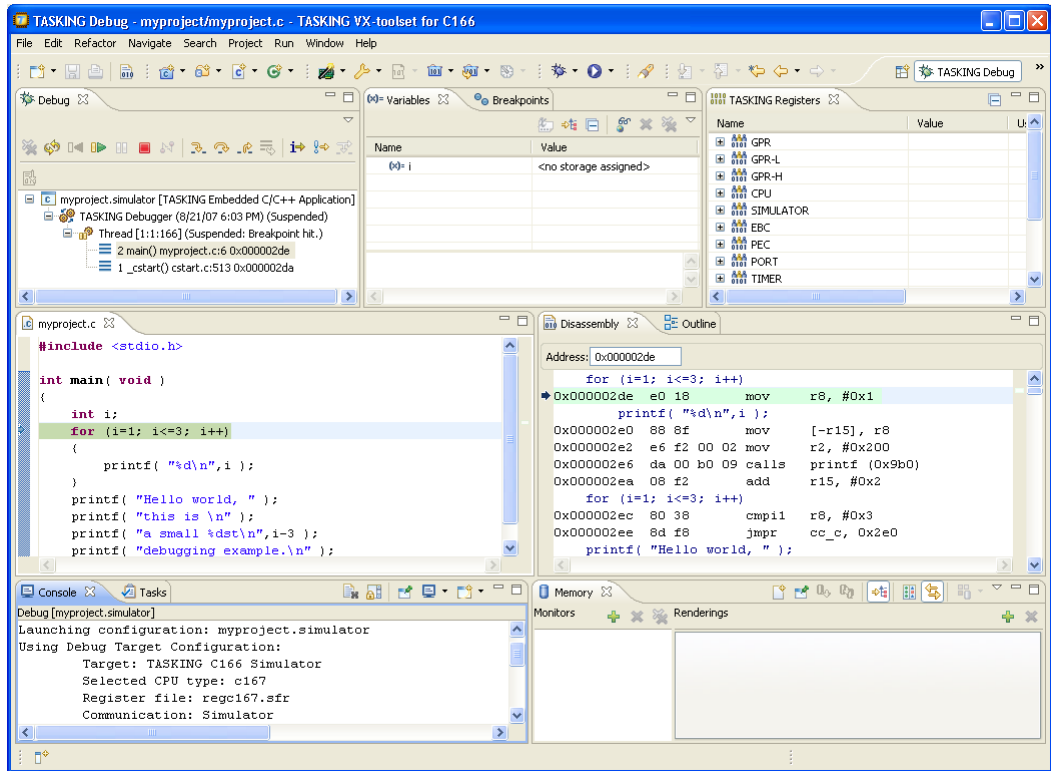 TASKING Debug - myproject/myproject.c - TASKING VX-toolset for C166
File Edit Refactor Navigate Search Project Run Window Help
TASKING Debug
Debug
myproject.simulator [TASKING Embedded C/C++ Application]
TASKING Debugger (8/21/07 6:03 PM) (Suspended)
Thread [1:1:166] (Suspended: Breakpoint hit.)
2 main() myproject.c:6 0x000002de
1 _cstart() cstart.c:513 0x000002da
(x)= Variables Breakpoints
Name Value
(x)= i <no storage assigned>
TASKING Registers
Name Value
GPR
GPR-L
GPR-H
CPU
SIMULATOR
EBC
PEC
PORT
TIMER
myproject.c
#include <stdio.h>
int main( void )
{
int i;
for (i=1; i<=3; i++)
{
printf( "%d\n",i );
}
printf( "Hello world, " );
printf( "this is \n" );
printf( "a small %dst\n",i-3 );
printf( "debugging example.\n" );
Disassembly Outline
Address: 0x000002de
for (i=1; i<=3; i++)
0x000002de e0 18 mov r8, #0x1
printf( "%d\n",i );
0x000002e0 88 8f mov [-r15], r8
0x000002e2 e6 f2 00 02 mov r2, #0x200
0x000002e6 da 00 b0 09 calls printf (0x9b0)
0x000002ea 08 f2 add r15, #0x2
for (i=1; i<=3; i++)
0x000002ec 80 38 cmpi1 r8, #0x3
0x000002ee 8d f8 jmpr cc_c, 0x2e0
printf( "Hello world, " );
Console Tasks
Debug [myproject.simulator]
Launching configuration: myproject.simulator
Using Debug Target Configuration:
Target: TASKING C166 Simulator
Selected CPU type: c167
Register file: regc167.sfr
Communication: Simulator
Memory
Monitors Renderings